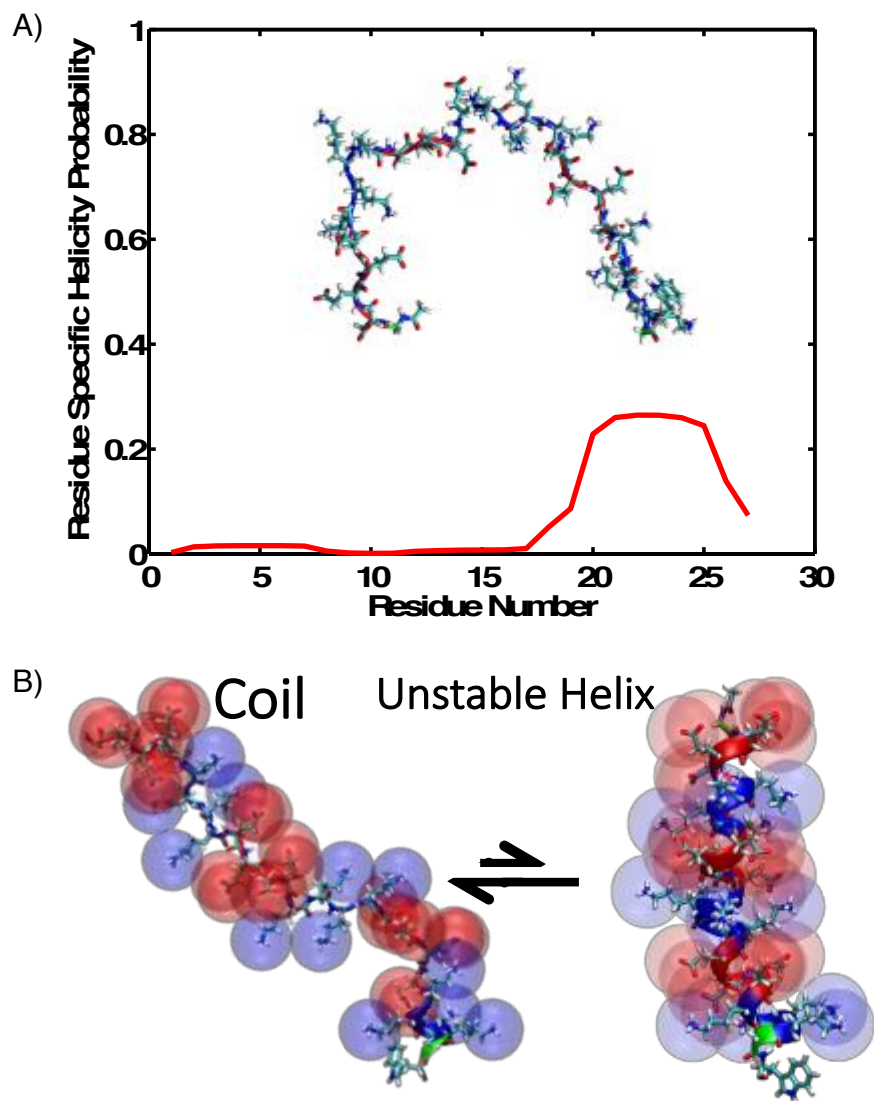 A)
Residue Specific Helicity Probability
1
0.8
0.6
0.4
0.2
0
0 5 10 15 20 25 30
Residue Number
B)
Coil Unstable Helix